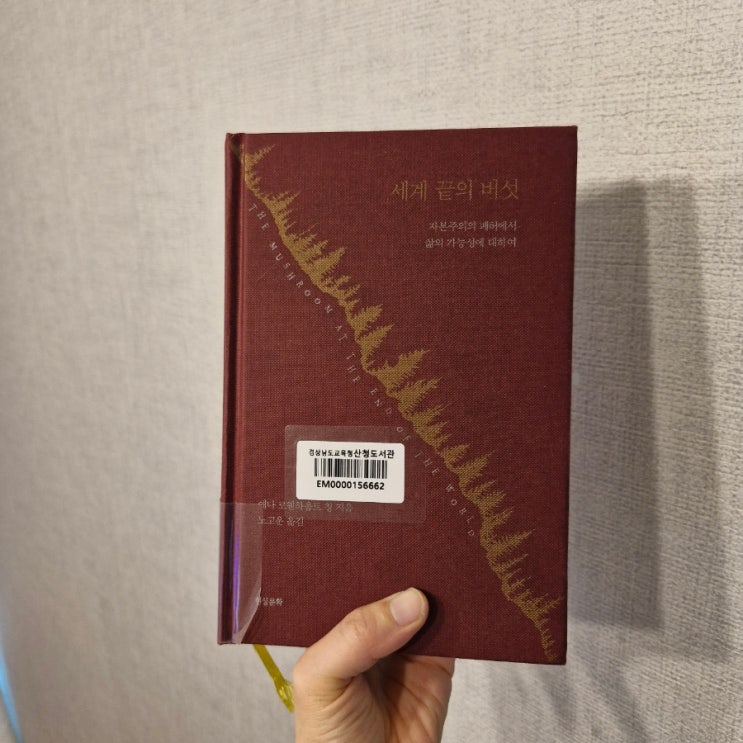 세계 끝의 버섯
자본주의의 폐허에서
삶의 가능성에 대하여
THE MUSHROOM AT THE END OF THE WORLD
경상남도교육청산청도서관
EM0000156662
애나 로웬하웁트 칭 지음
노고운 옮김
현실문화